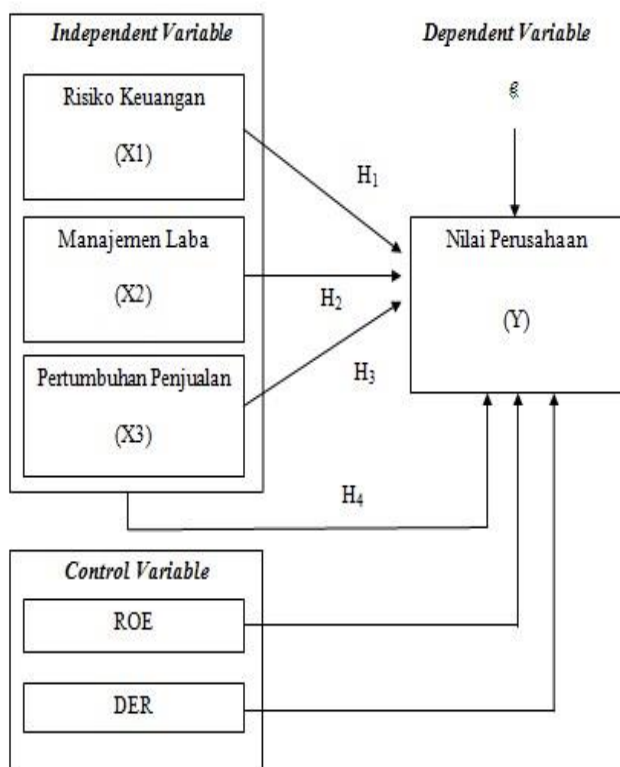 Independent Variable
Dependent Variable
Risiko Keuangan
(X1)
H1
Manajemen Laba
(X2)
H2
Pertumbuhan Penjualan
(X3)
H3
Nilai Perusahaan
(Y)
H4
Control Variable
ROE
DER